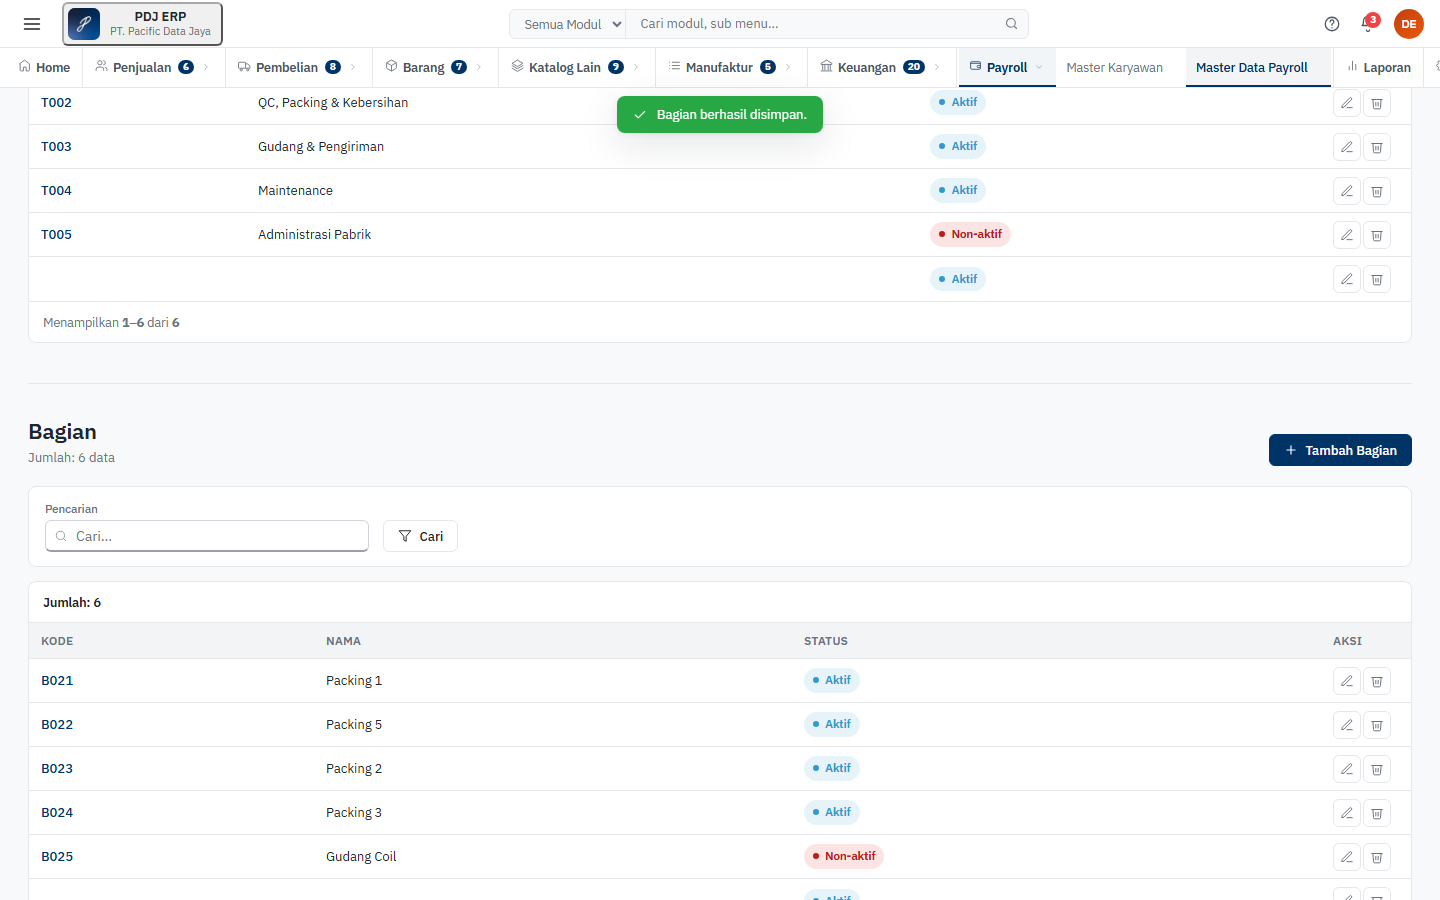 PDJ ERP
PT. Pacific Data Jaya
Semua Modul
Cari modul, sub menu...
3
DE
Home
Penjualan 6
Pembelian 8
Barang 7
Katalog Lain 9
Manufaktur 5
Keuangan 20
Payroll
Master Karyawan
Master Data Payroll
Laporan
T002 QC, Packing & Kebersihan Aktif
Bagian berhasil disimpan.
T003 Gudang & Pengiriman Aktif
T004 Maintenance Aktif
T005 Administrasi Pabrik Non-aktif
Aktif
Menampilkan 1–6 dari 6
Bagian
Jumlah: 6 data
Tambah Bagian
Pencarian
Cari...
Cari
Jumlah: 6
KODE NAMA STATUS AKSI
B021 Packing 1 Aktif
B022 Packing 5 Aktif
B023 Packing 2 Aktif
B024 Packing 3 Aktif
B025 Gudang Coil Non-aktif
Aktif